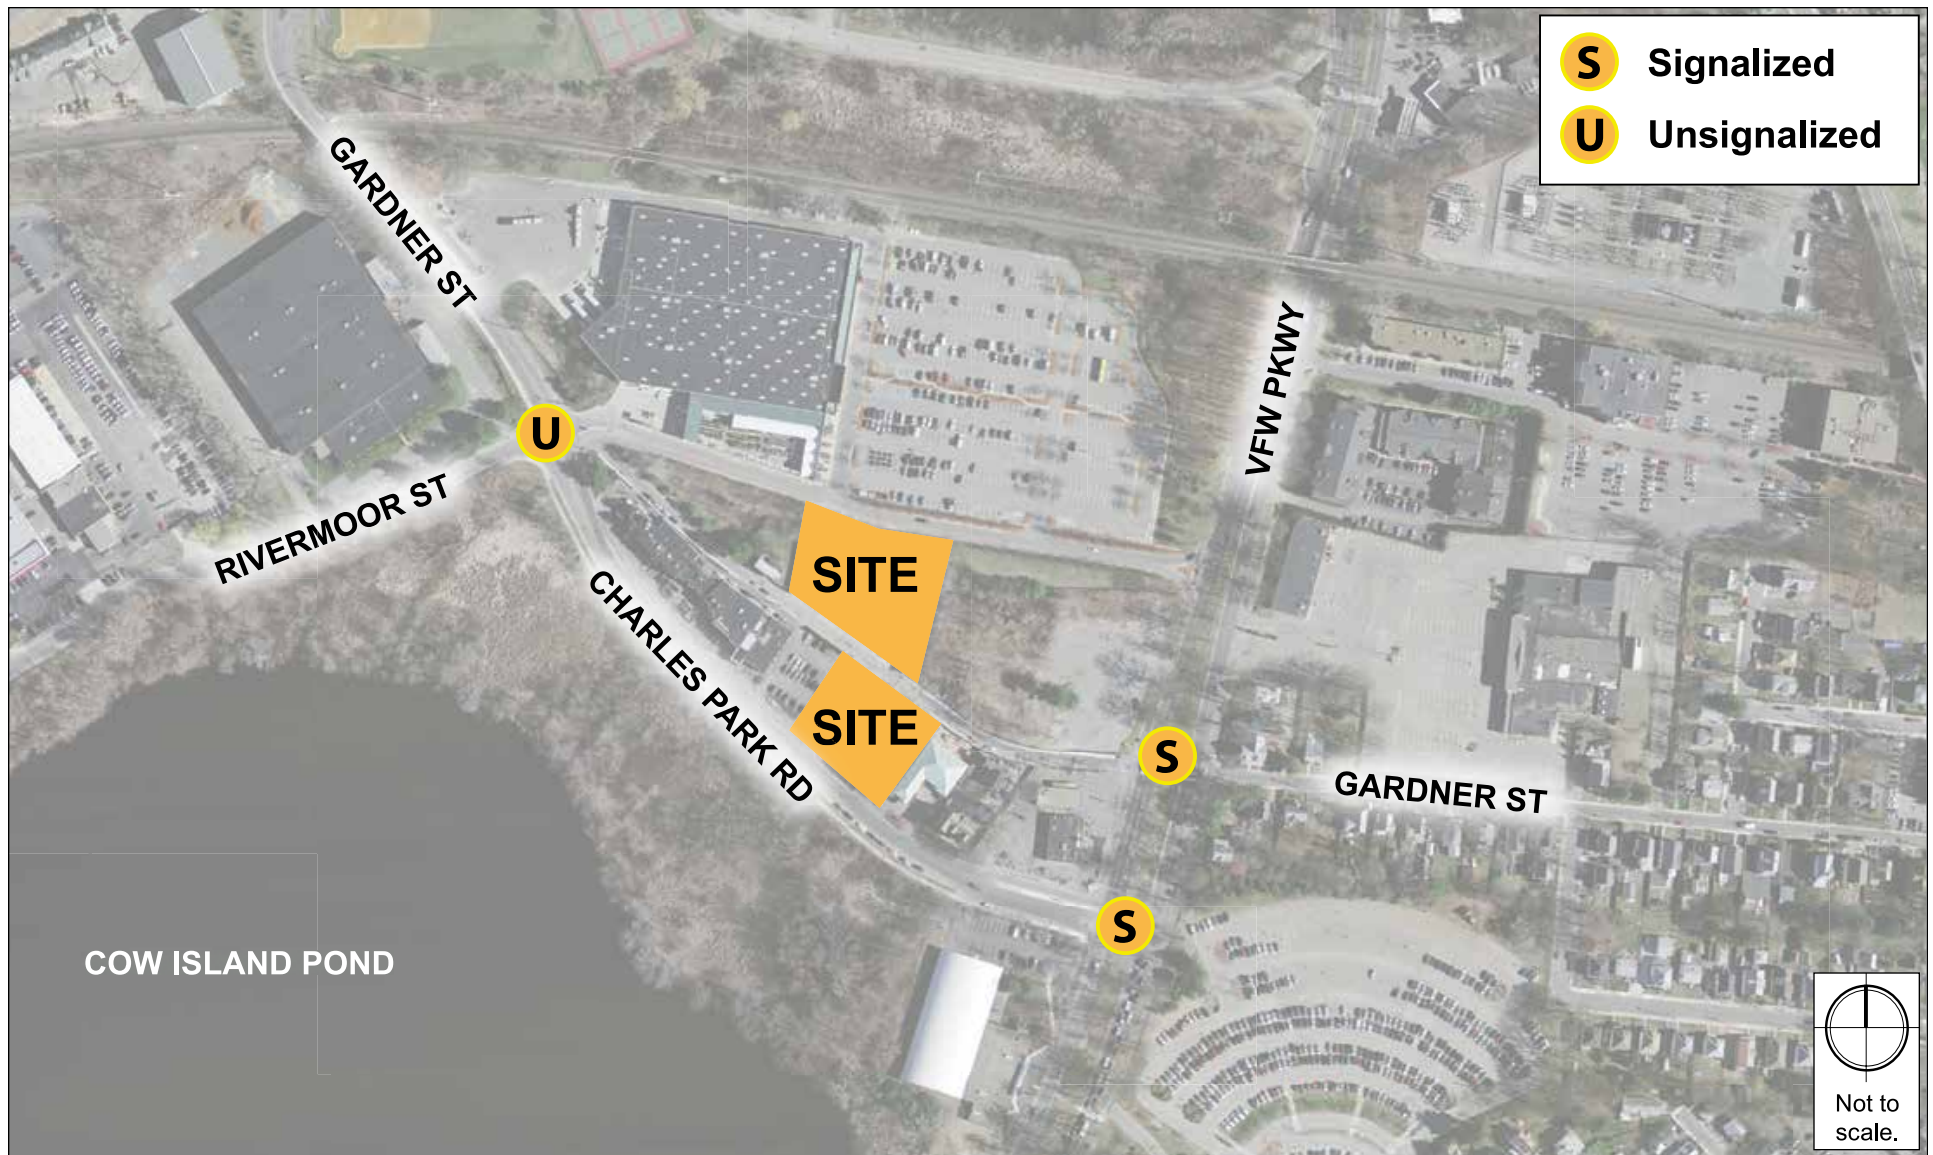 S Signalized
U Unsignalized
GARDNER ST
VFW PKWY
U
RIVERMOOR ST
SITE
CHARLES PARK RD
SITE
S
GARDNER ST
S
COW ISLAND POND
Not to
scale.